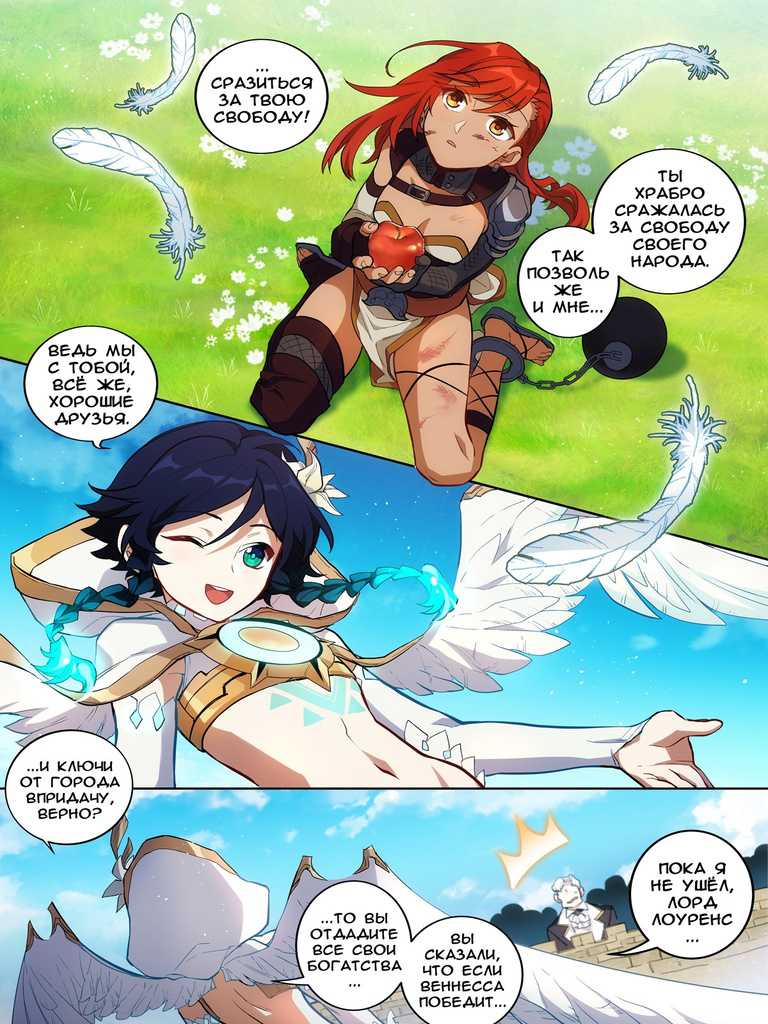 ТЫ
ХРАБРО
СРАЖАЛАСЬ
ЗА СВОБОДУ
СВОЕГО
НАРОДА.
ТАК
ПОЗВОЛЬ
ЖЕ
И МНЕ...
...
СРАЗИТЬСЯ
ЗА ТВОЮ
СВОБОДУ!
ВЕДЬ МЫ
С ТОБОЙ,
ВСЁ ЖЕ,
ХОРОШИЕ
ДРУЗЬЯ.
ПОКА Я
НЕ УШЁЛ,
ЛОРД
ЛОУРЕНС
...
ВЫ
СКАЗАЛИ,
ЧТО ЕСЛИ
ВЕННЕССА
ПОБЕДИТ...
...ТО ВЫ
ОТДАДИТЕ
ВСЕ СВОИ
БОГАТСТВА
...
...И КЛЮЧИ
ОТ ГОРОДА
ВПРИДАЧУ,
ВЕРНО?